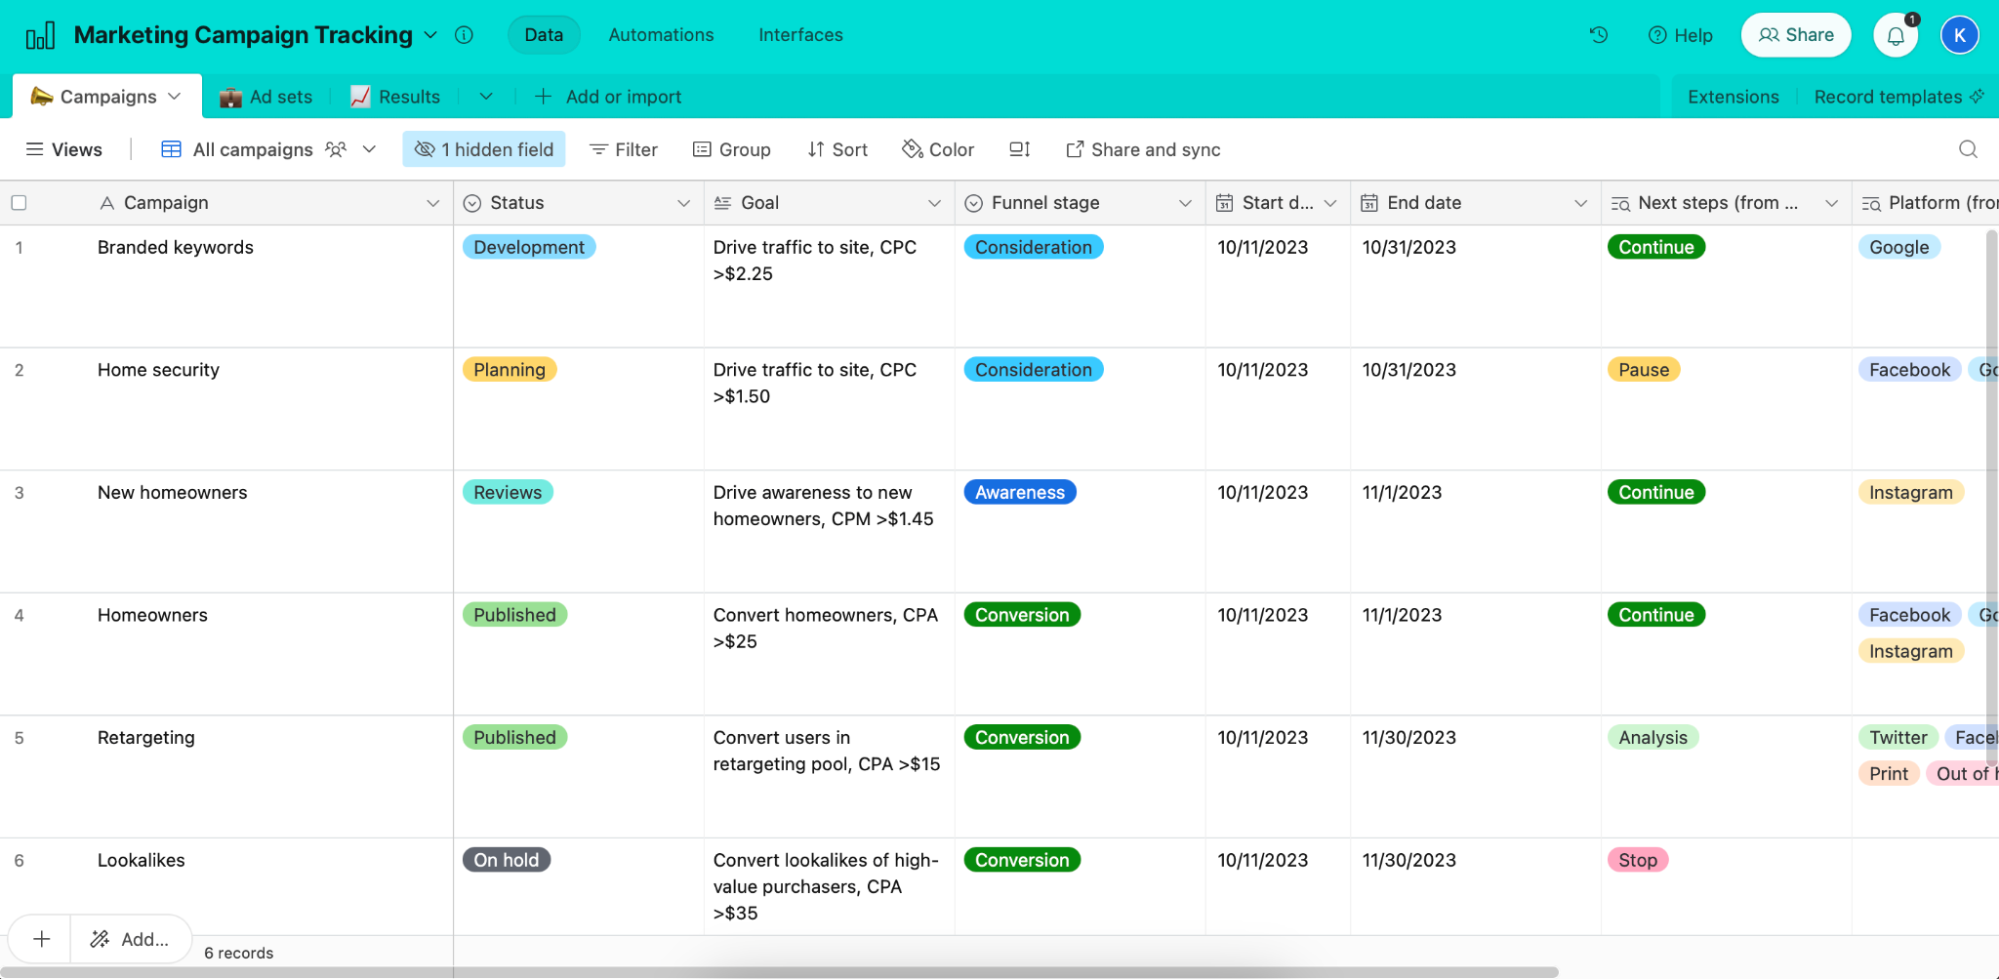 Marketing Campaign Tracking
Data
Automations
Interfaces
Help
Share
1
K
Campaigns
Ad sets
Results
Add or import
Extensions
Record templates
Views
All campaigns
1 hidden field
Filter
Group
Sort
Color
Share and sync
Campaign
Status
Goal
Funnel stage
Start d...
End date
Next steps (from ...
Platform (fro
1
Branded keywords
Development
Drive traffic to site, CPC
>$2.25
Consideration
10/11/2023
10/31/2023
Continue
Google
2
Home security
Planning
Drive traffic to site, CPC
>$1.50
Consideration
10/11/2023
10/31/2023
Pause
Facebook
3
New homeowners
Reviews
Drive awareness to new
homeowners, CPM >$1.45
Awareness
10/11/2023
11/1/2023
Continue
Instagram
4
Homeowners
Published
Convert homeowners, CPA
>$25
Conversion
10/11/2023
11/1/2023
Continue
Facebook
Instagram
5
Retargeting
Published
Convert users in
retargeting pool, CPA >$15
Conversion
10/11/2023
11/30/2023
Analysis
Twitter
Print
Out of
6
Lookalikes
On hold
Convert lookalikes of high-
value purchasers, CPA
>$35
Conversion
10/11/2023
11/30/2023
Stop
Add...
6 records